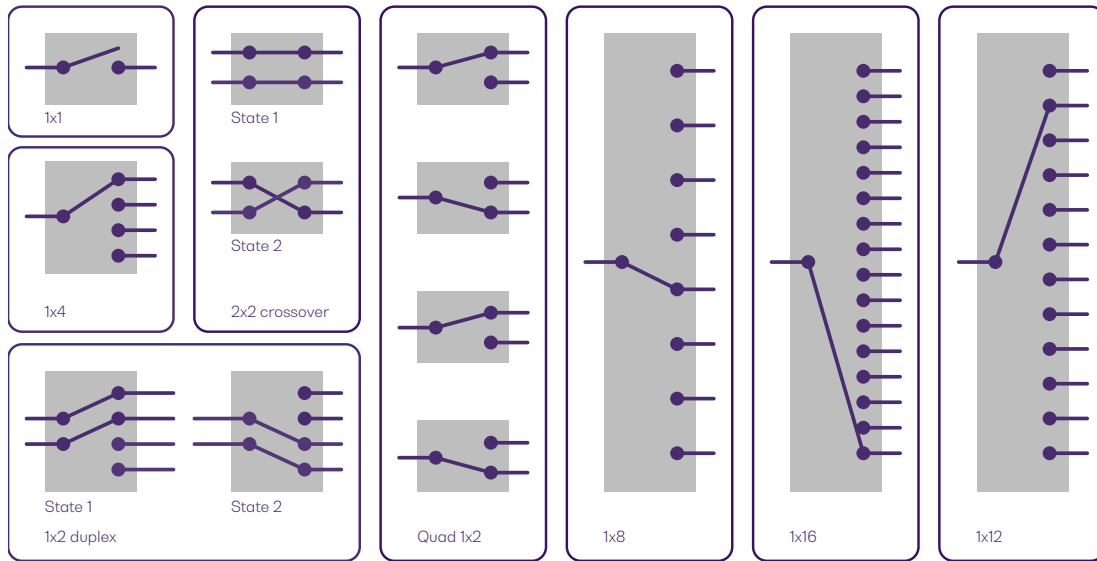 1x1
1x4
State 1
State 2
2x2 crossover
State 1
State 2
1x2 duplex
Quad 1x2
1x8
1x16
1x12